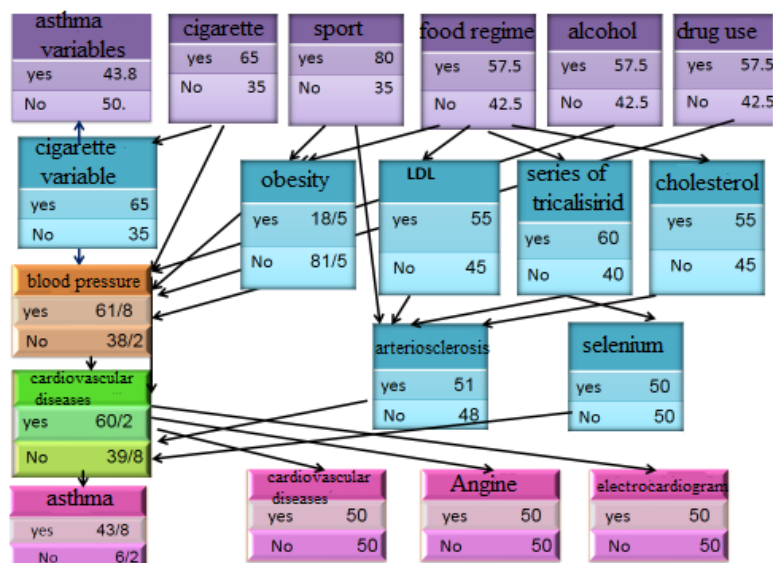 asthma variables
yes 43.8
No 50.
cigarette
yes 65
No 35
sport
yes 80
No 35
food regime
yes 57.5
No 42.5
alcohol
yes 57.5
No 42.5
drug use
yes 57.5
No 42.5
cigarette variable
yes 65
No 35
obesity
yes 18/5
No 81/5
LDL
yes 55
No 45
series of tricalisirid
yes 60
No 40
cholesterol
yes 55
No 45
blood pressure
yes 61/8
No 38/2
arteriosclerosis
yes 51
No 48
selenium
yes 50
No 50
cardiovascular diseases
yes 60/2
No 39/8
asthma
yes 43/8
No 6/2
cardiovascular diseases
yes 50
No 50
Angine
yes 50
No 50
electrocardiogram
yes 50
No 50